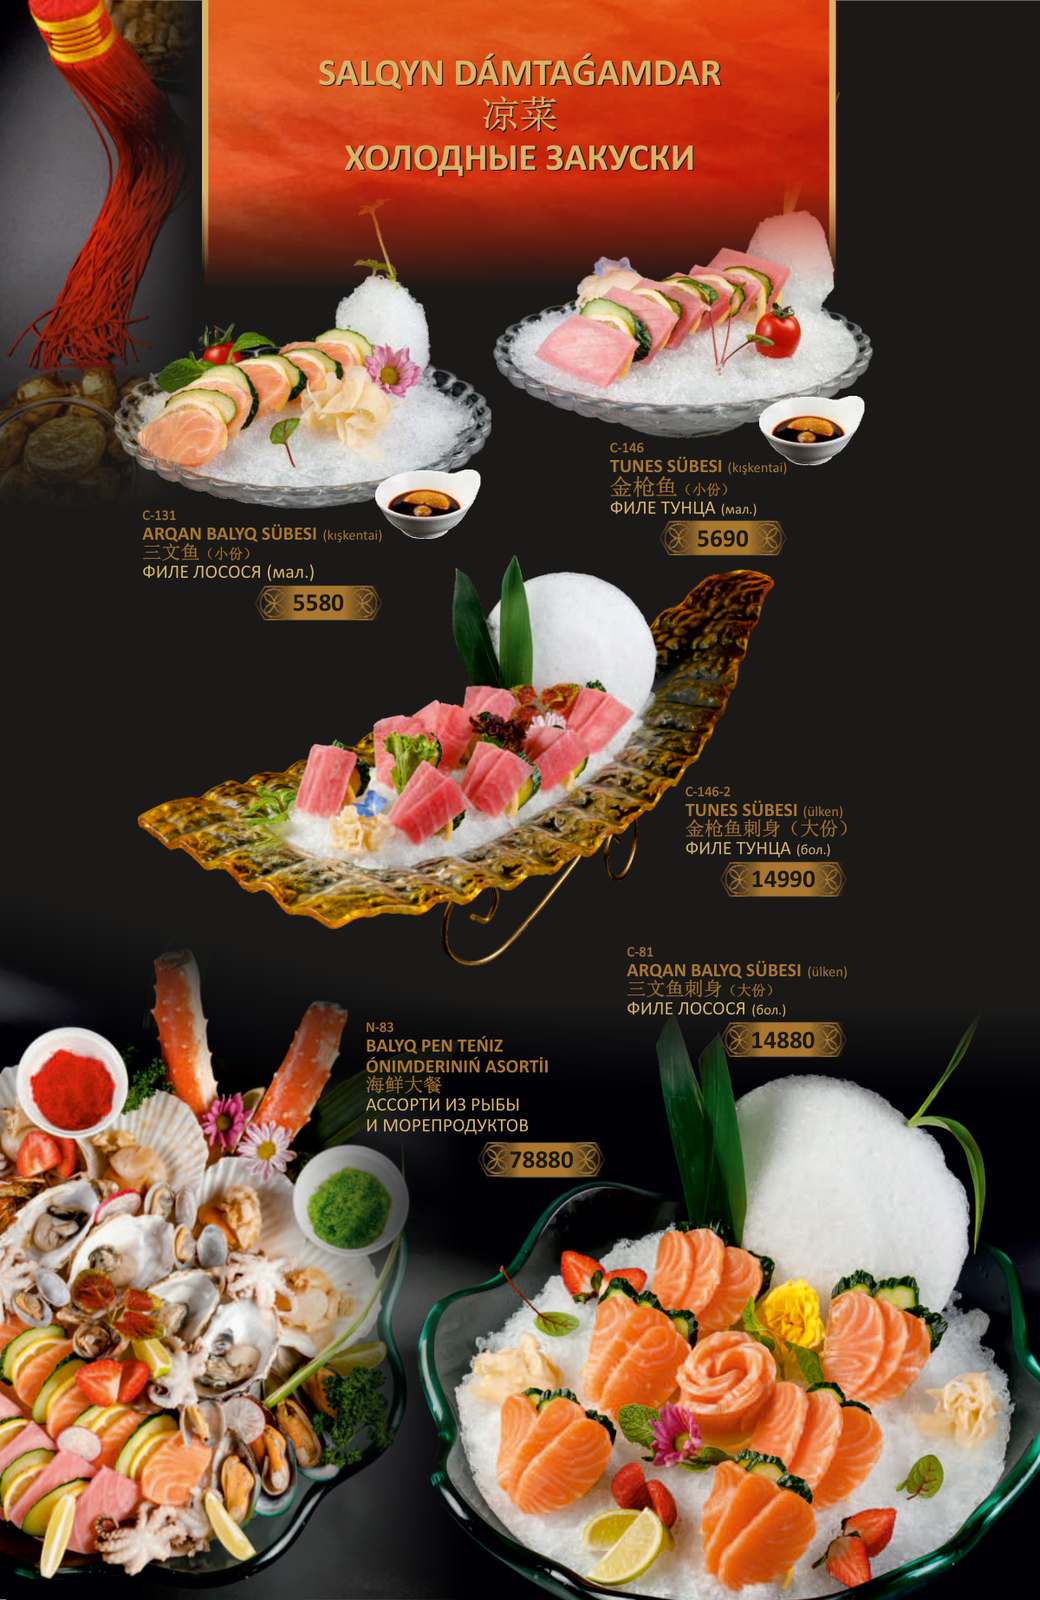 SALQYN DÁMTAǴAMDAR
凉菜
ХОЛОДНЫЕ ЗАКУСКИ
C-146
TUNES SÜBESI (kışkentai)
金枪鱼（小份）
ФИЛЕ ТУНЦА (мал.)
5690
C-131
ARQAN BALYQ SÜBESI (kışkentai)
三文鱼（小份）
ФИЛЕ ЛОСОСЯ (мал.)
5580
C-146-2
TUNES SÜBESI (ülken)
金枪鱼刺身（大份）
ФИЛЕ ТУНЦА (бол.)
14990
C-81
ARQAN BALYQ SÜBESI (ülken)
三文鱼刺身（大份）
ФИЛЕ ЛОСОСЯ (бол.)
14880
N-83
BALYQ PEN TEŃIZ
ÓNIMDERINIŃ ASORTİI
海鲜大餐
АССОРТИ ИЗ РЫБЫ
И МОРЕПРОДУКТОВ
78880